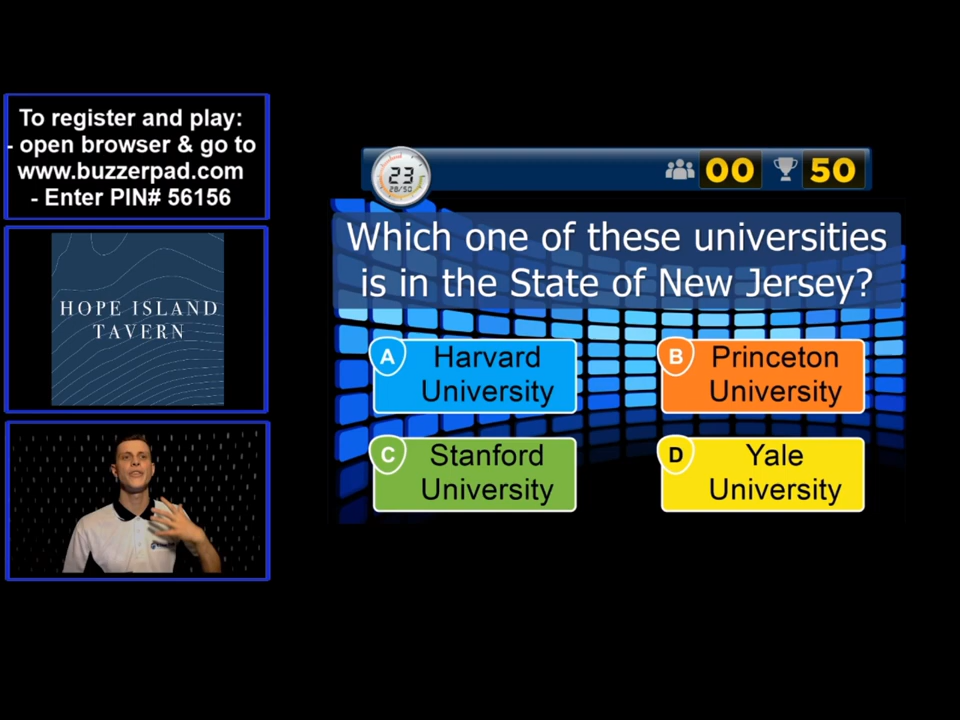 To register and play:
- open browser & go to
www.buzzerpad.com
- Enter PIN# 56156
HOPE ISLAND
TAVERN
23
28/50
00
50
Which one of these universities
is in the State of New Jersey?
A
Harvard
University
B
Princeton
University
C
Stanford
University
D
Yale
University